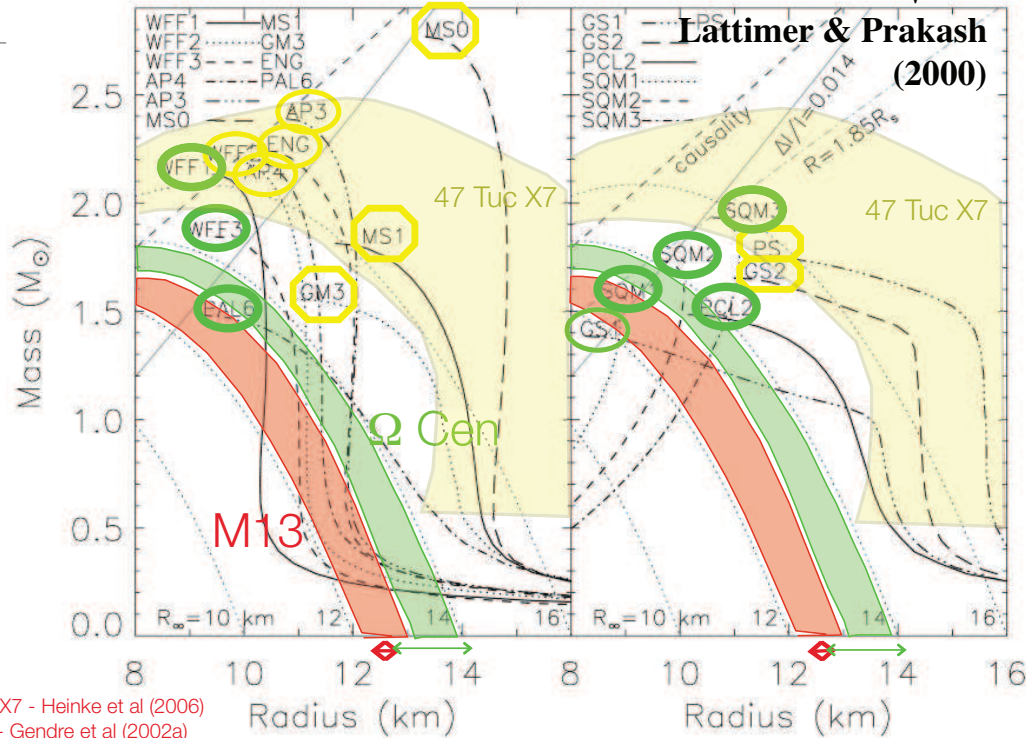 Lattimer & Prakash
(2000)
WFF1 MS1
WFF2 GM3
WFF3 ENG
AP4 PAL6
AP3
MS0
MS0
AP3
ENG
AP4
WFF1
WFF3
PAL6
MS1
GM3
47 Tuc X7
Ω Cen
M13
R∞=10 km 12 14 16
GS1 PS
GS2
PCL2
SQM1
SQM2
SQM3
causality
ΔI/I=0.014
R=1.85Rs
47 Tuc X7
SQM3
SQM2
PS
GS2
PCL2
GS1
R∞=10 km 12 14 16
Mass (M⊙)
2.5
2.0
1.5
1.0
0.5
0.0
8 10 12 14 8 10 12 14 16
Radius (km) Radius (km)
X7 - Heinke et al (2006)
- Gendre et al (2002a)